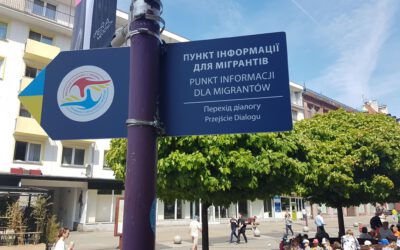 ПУНКТ ІНФОРМАЦІЇ
ДЛЯ МІГРАНТІВ
PUNKT INFORMACJI
DLA MIGRANTÓW
Перехід діалогу
Przejście Dialogu